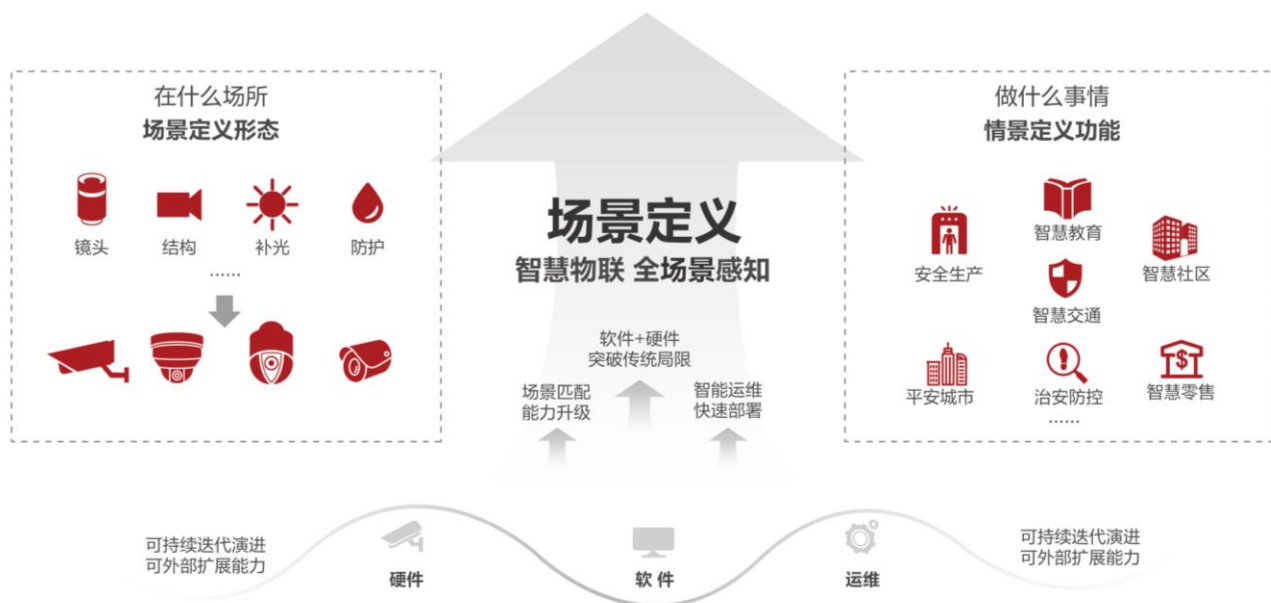 在什么场所
场景定义形态
镜头
结构
补光
防护
······
场景定义
智慧物联 全场景感知
软件+硬件
突破传统局限
场景匹配
能力升级
智能运维
快速部署
做什么事情
情景定义功能
安全生产
智慧教育
智慧社区
智慧交通
平安城市
治安防控
智慧零售
$
······
可持续迭代演进
可外部扩展能力
硬件
软 件
运维
可持续迭代演进
可外部扩展能力